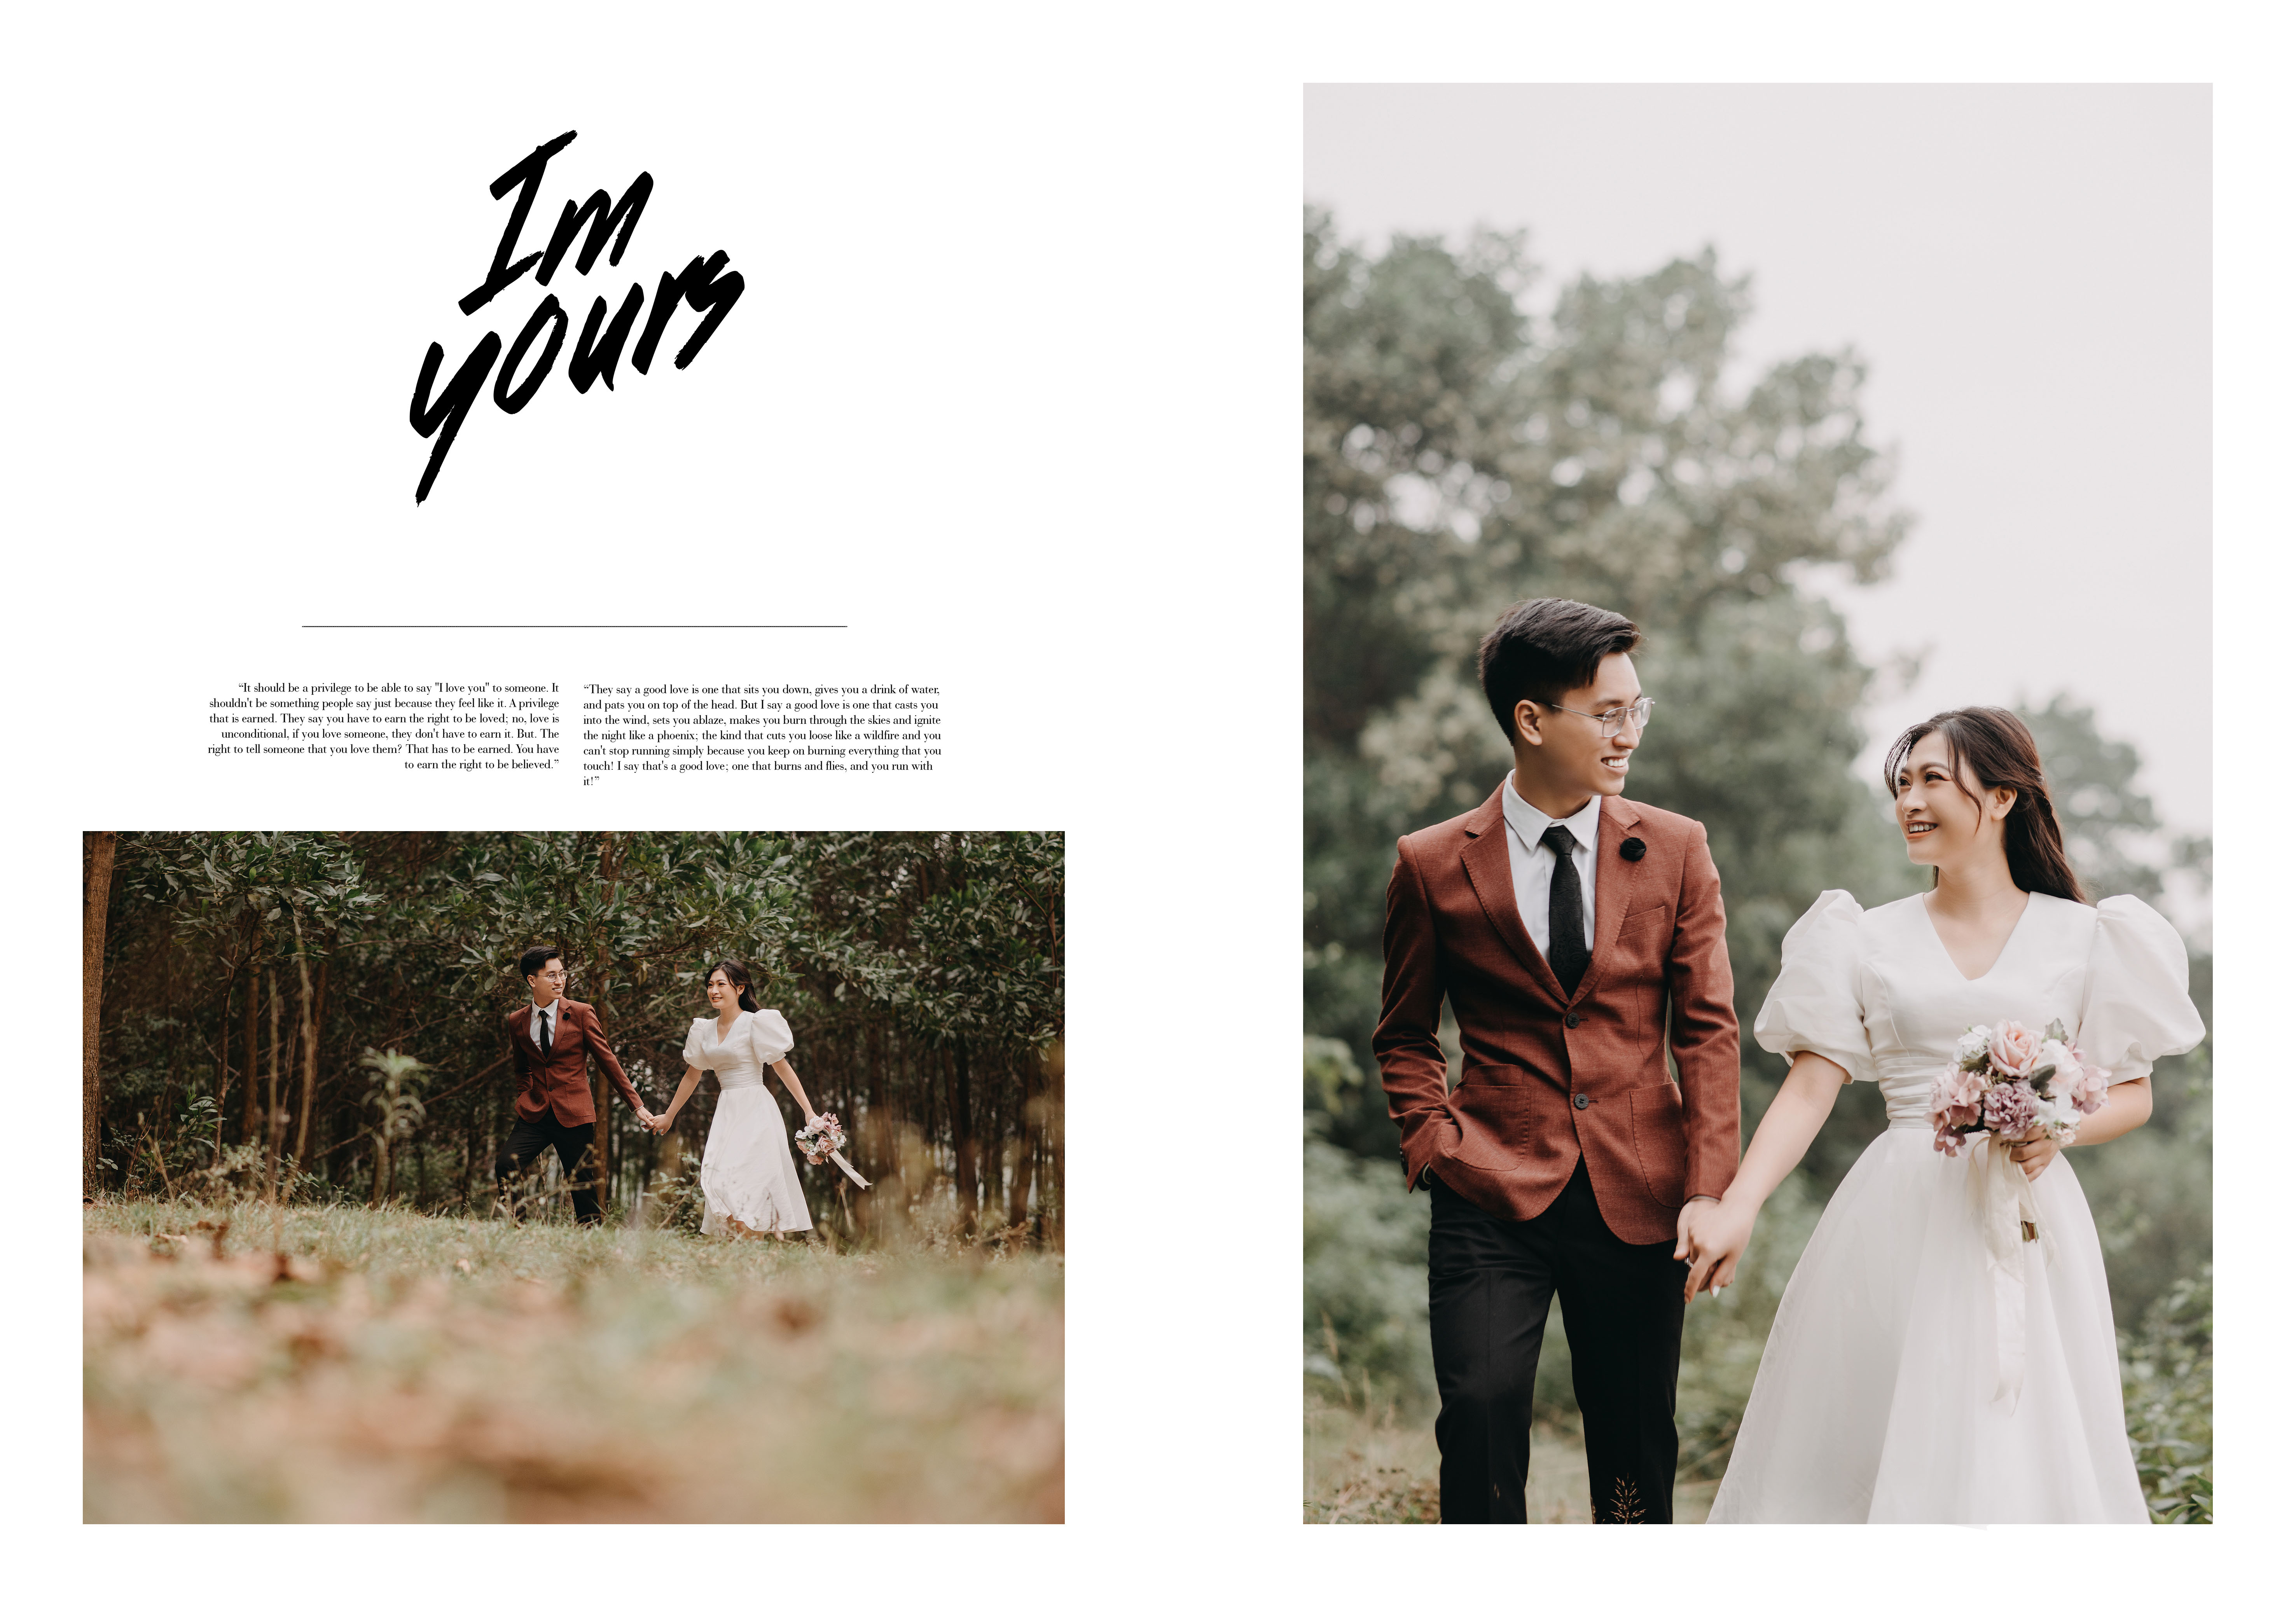 Im
yours
“It should be a privilege to be able to say "I love you" to someone. It
shouldn't be something people say just because they feel like it. A privilege
that is earned. They say you have to earn the right to be loved; no, love is
unconditional, if you love someone, they don't have to earn it. But. The
right to tell someone that you love them? That has to be earned. You have
to earn the right to be believed.”
“They say a good love is one that sits you down, gives you a drink of water,
and pats you on top of the head. But I say a good love is one that casts you
into the wind, sets you ablaze, makes you burn through the skies and ignite
the night like a phoenix; the kind that cuts you loose like a wildfire and you
can't stop running simply because you keep on burning everything that you
touch! I say that's a good love; one that burns and flies, and you run with
it!”